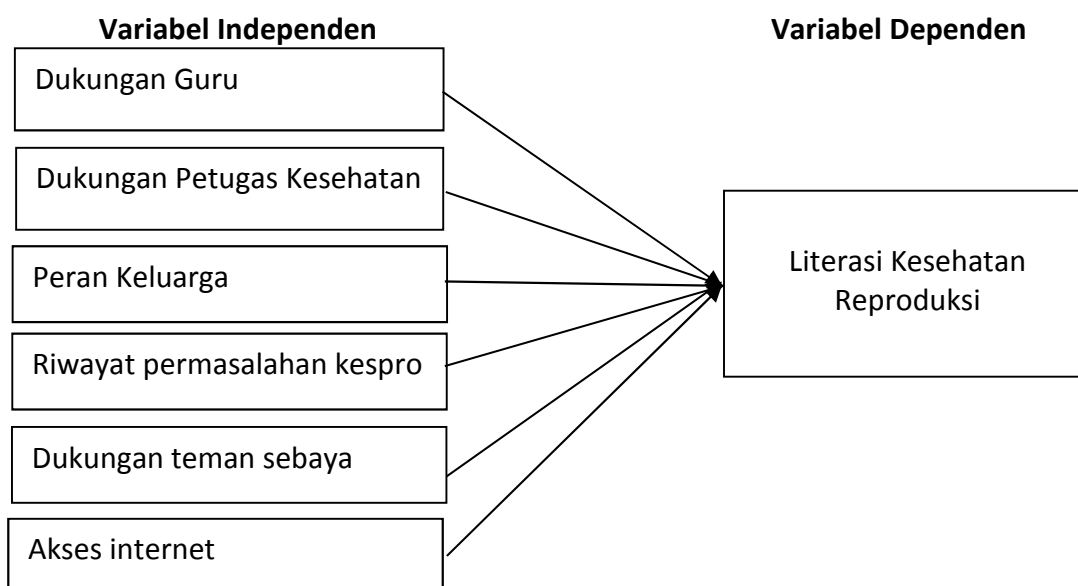 Variabel Independen
Variabel Dependen
Dukungan Guru
Dukungan Petugas Kesehatan
Peran Keluarga
Riwayat permasalahan kespro
Dukungan teman sebaya
Akses internet
Literasi Kesehatan
Reproduksi